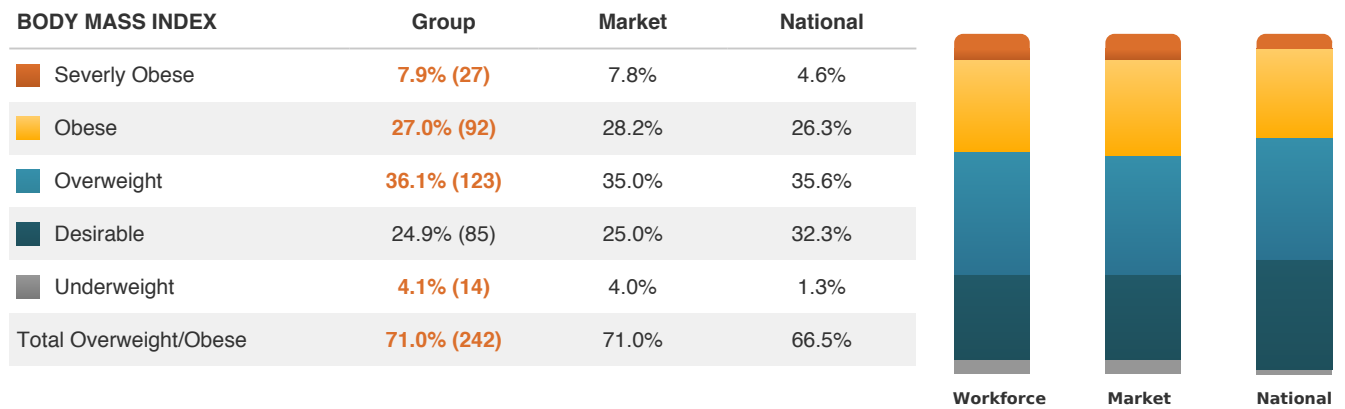 BODY MASS INDEX Group Market National
Severly Obese 7.9% (27) 7.8% 4.6%
Obese 27.0% (92) 28.2% 26.3%
Overweight 36.1% (123) 35.0% 35.6%
Desirable 24.9% (85) 25.0% 32.3%
Underweight 4.1% (14) 4.0% 1.3%
Total Overweight/Obese 71.0% (242) 71.0% 66.5%
Workforce Market National